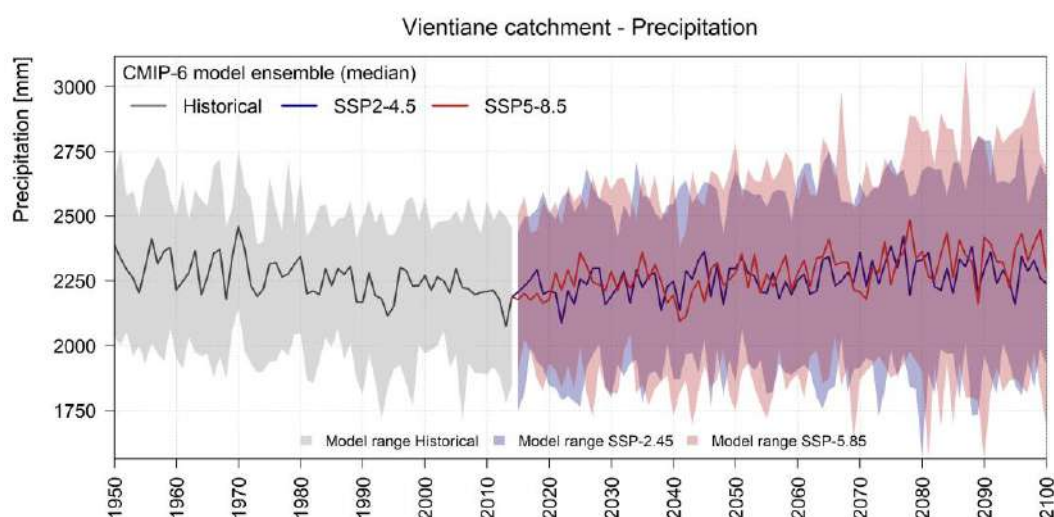 Vientiane catchment - Precipitation
Precipitation [mm]
CMIP-6 model ensemble (median)
Historical SSP2-4.5 SSP5-8.5
3000
2750
2500
2250
2000
1750
Model range Historical Model range SSP-2.45 Model range SSP-5.85
1950 1960 1970 1980 1990 2000 2010 2020 2030 2040 2050 2060 2070 2080 2090 2100